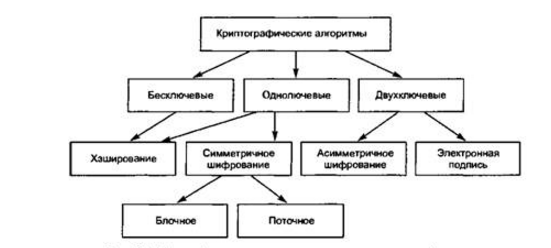 Криптографические алгоритмы
Бесключевые
Одноключевые
Двухключевые
Хэширование
Симметричное
шифрование
Асимметричное
шифрование
Электронная
подпись
Блочное
Поточное